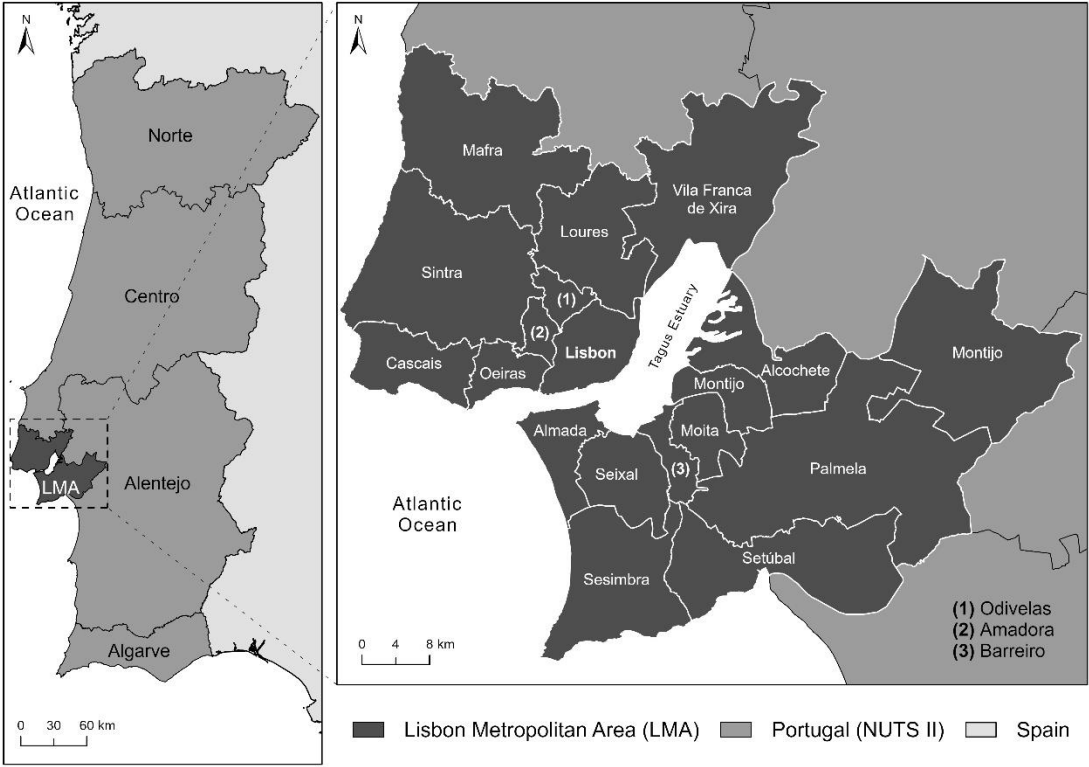 N
Norte
Atlantic
Ocean
Centro
Alentejo
LMA
Algarve
0 30 60 km
N
Mafra
Vila Franca
de Xira
Loures
Sintra
(1)
(2)
Lisbon
Tagus Estuary
Cascais
Oeiras
Montijo
Alcochete
Montijo
Almada
Moita
Seixal
(3)
Palmela
Atlantic
Ocean
Setúbal
Sesimbra
(1) Odivelas
(2) Amadora
(3) Barreiro
0 4 8 km
Lisbon Metropolitan Area (LMA)
Portugal (NUTS II)
Spain